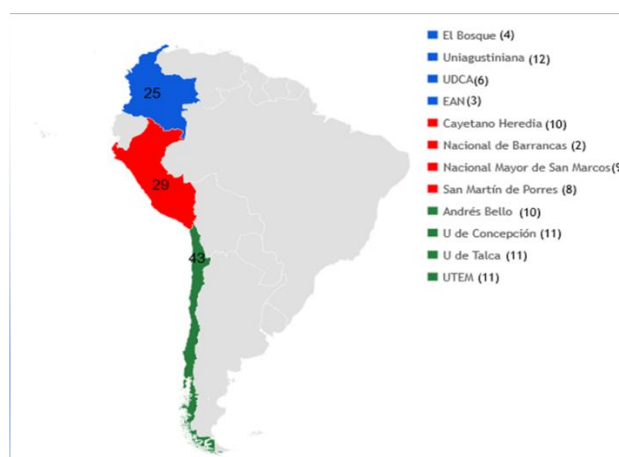 El Bosque (4)
Uniagustiniana (12)
UDCA (6)
EAN (3)
Cayetano Heredia (10)
Nacional de Barrancas (2)
Nacional Mayor de San Marcos (9
San Martín de Porres (8)
Andrés Bello (10)
U de Concepción (11)
U de Talca (11)
UTEM (11)
25
29
43